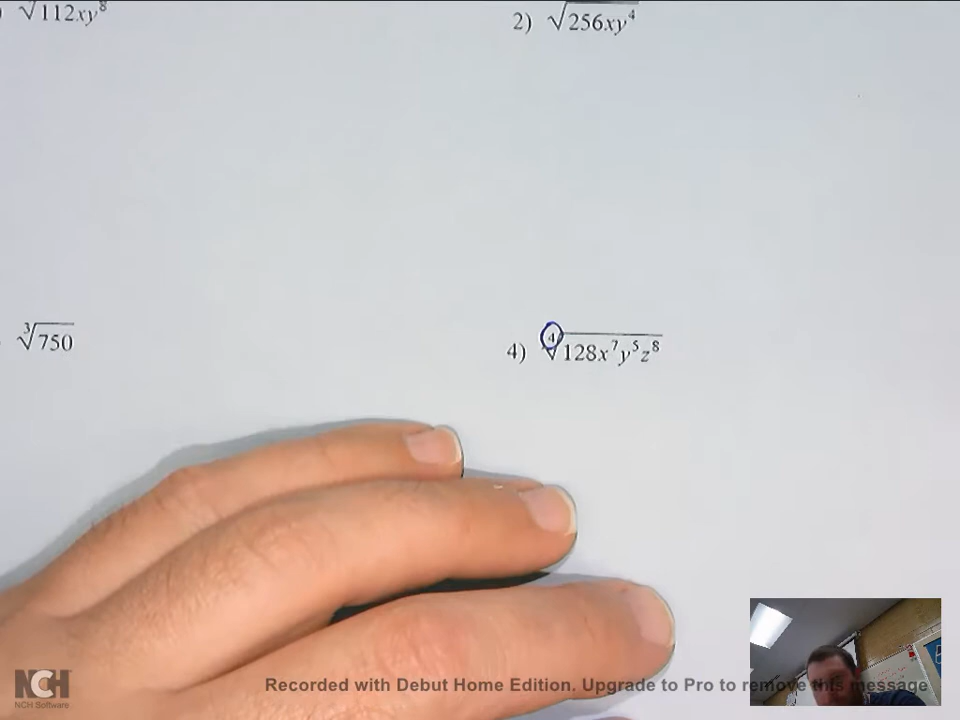 ) √112xy⁸
2) √256xy⁴
∛750
4) ∜128x⁷y⁵z⁸
NCH
NCH Software
Recorded with Debut Home Edition. Upgrade to Pro to remove this message